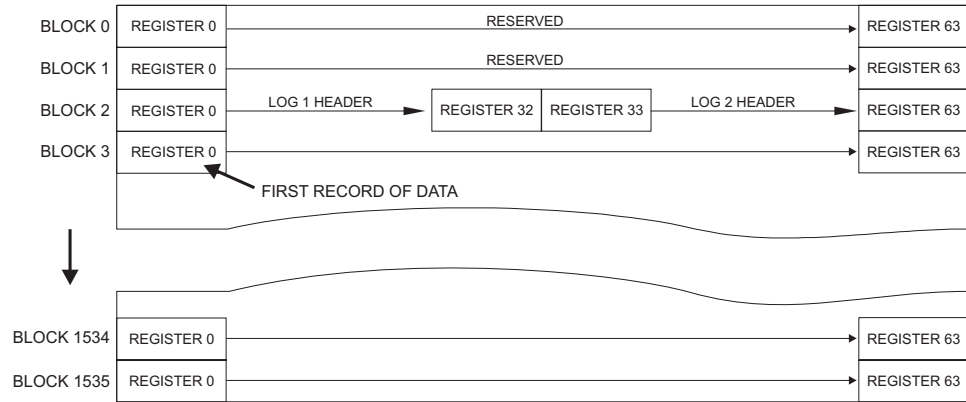 BLOCK 0 REGISTER 0 RESERVED REGISTER 63
BLOCK 1 REGISTER 0 RESERVED REGISTER 63
BLOCK 2 REGISTER 0 LOG 1 HEADER REGISTER 32 REGISTER 33 LOG 2 HEADER REGISTER 63
BLOCK 3 REGISTER 0 REGISTER 63
FIRST RECORD OF DATA
BLOCK 1534 REGISTER 0 REGISTER 63
BLOCK 1535 REGISTER 0 REGISTER 63